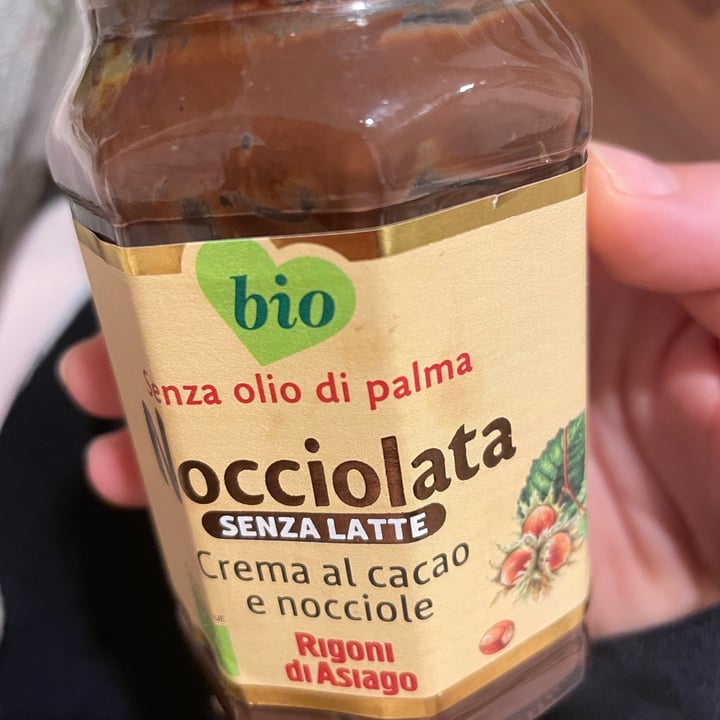 bio
Senza olio di palma
Nocciolata
SENZA LATTE
Crema al cacao
e nocciole
Rigoni
di Asiago